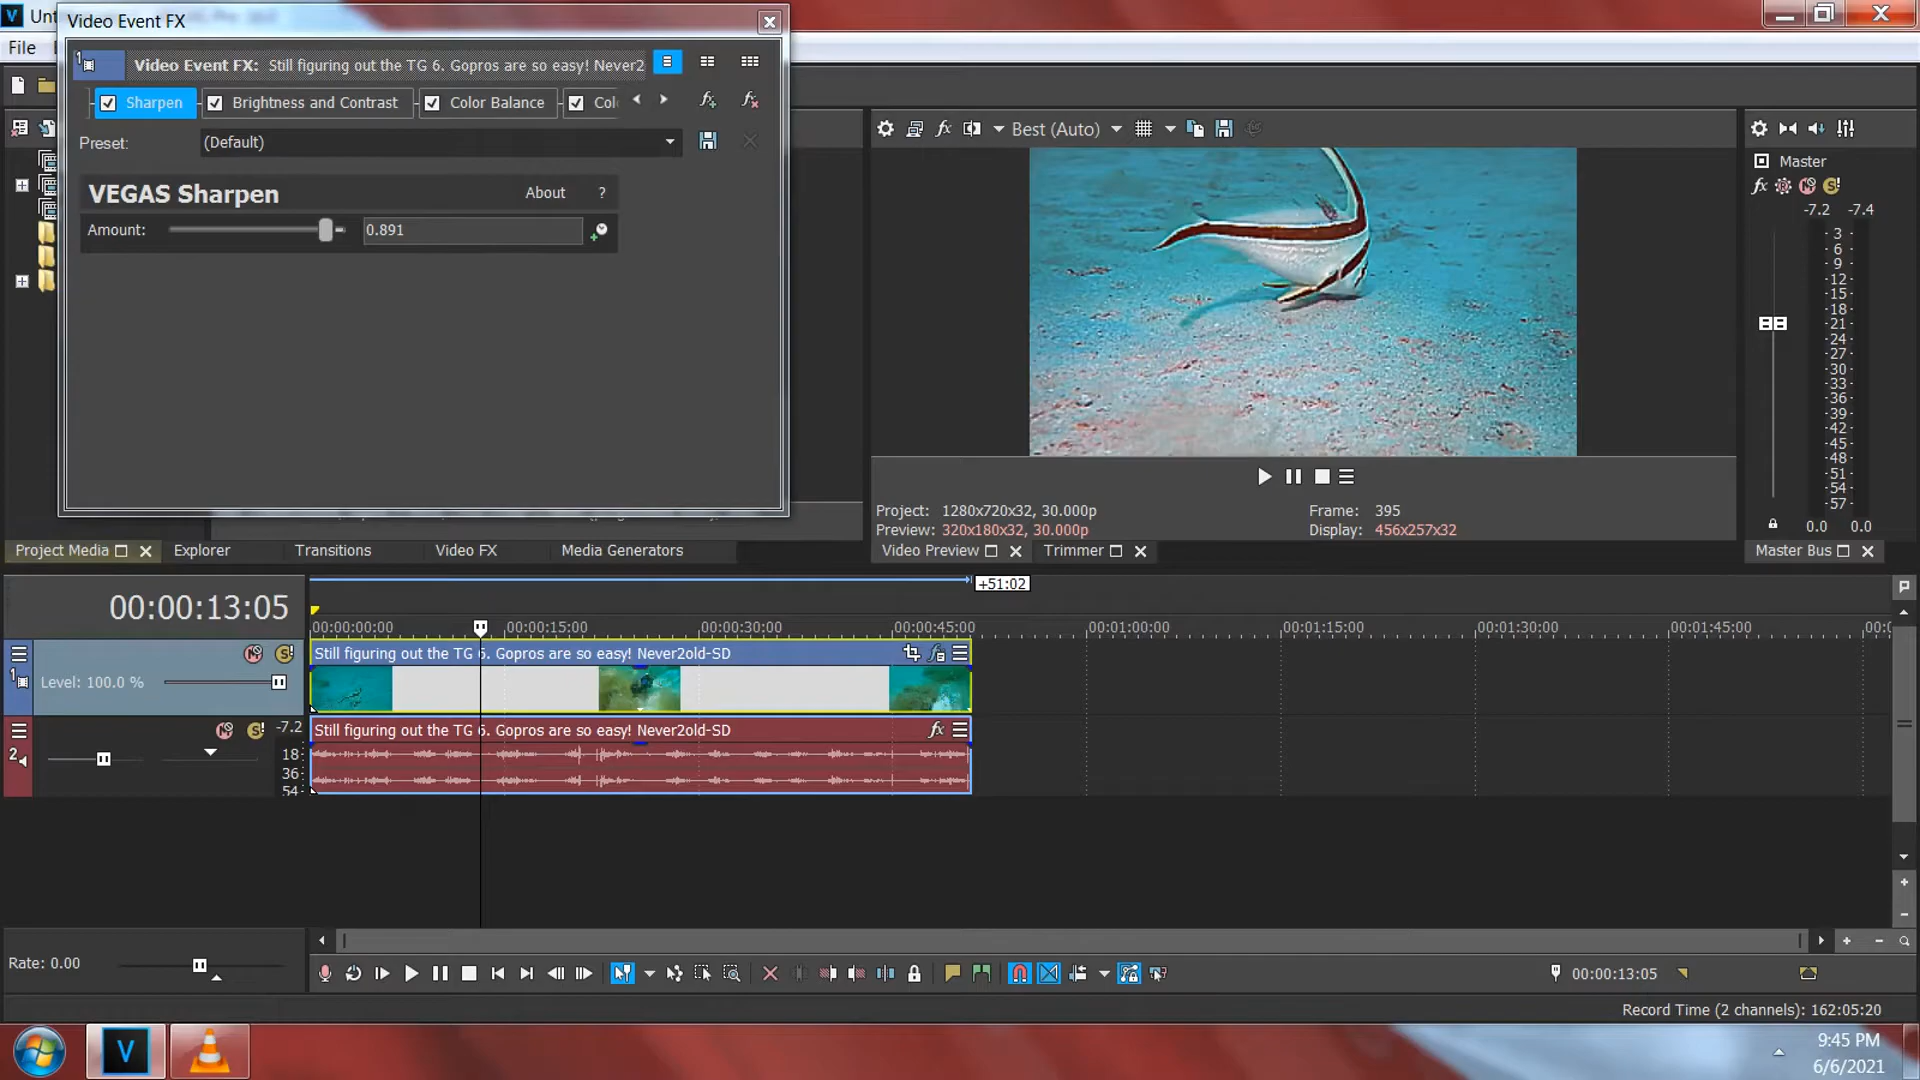 Video Event FX
File
Video Event FX: Still figuring out the TG 6. Gopros are so easy! Never2
Sharpen
Brightness and Contrast
Color Balance
Preset:
(Default)
VEGAS Sharpen
About
?
Amount:
0.891
Best (Auto)
Project: 1280x720x32, 30.000p
Frame: 395
Preview: 320x180x32, 30.000p
Display: 456x257x32
Video Preview
Trimmer
Master
-7.2 -7.4
3
6
9
12
15
18
21
24
27
30
33
36
39
42
45
48
51
54
57
0.0 0.0
Master Bus
Project Media
Explorer
Transitions
Video FX
Media Generators
+51:02
00:00:13:05
00:00:00:00
00:00:15:00
00:00:30:00
00:00:45:00
00:01:00:00
00:01:15:00
00:01:30:00
00:01:45:00
1
Level: 100.0 %
Still figuring out the TG 6. Gopros are so easy! Never2old-SD
2
-7.2
18
36
54
Still figuring out the TG 6. Gopros are so easy! Never2old-SD
Rate: 0.00
00:00:13:05
Record Time (2 channels): 162:05:20
9:45 PM
6/6/2021